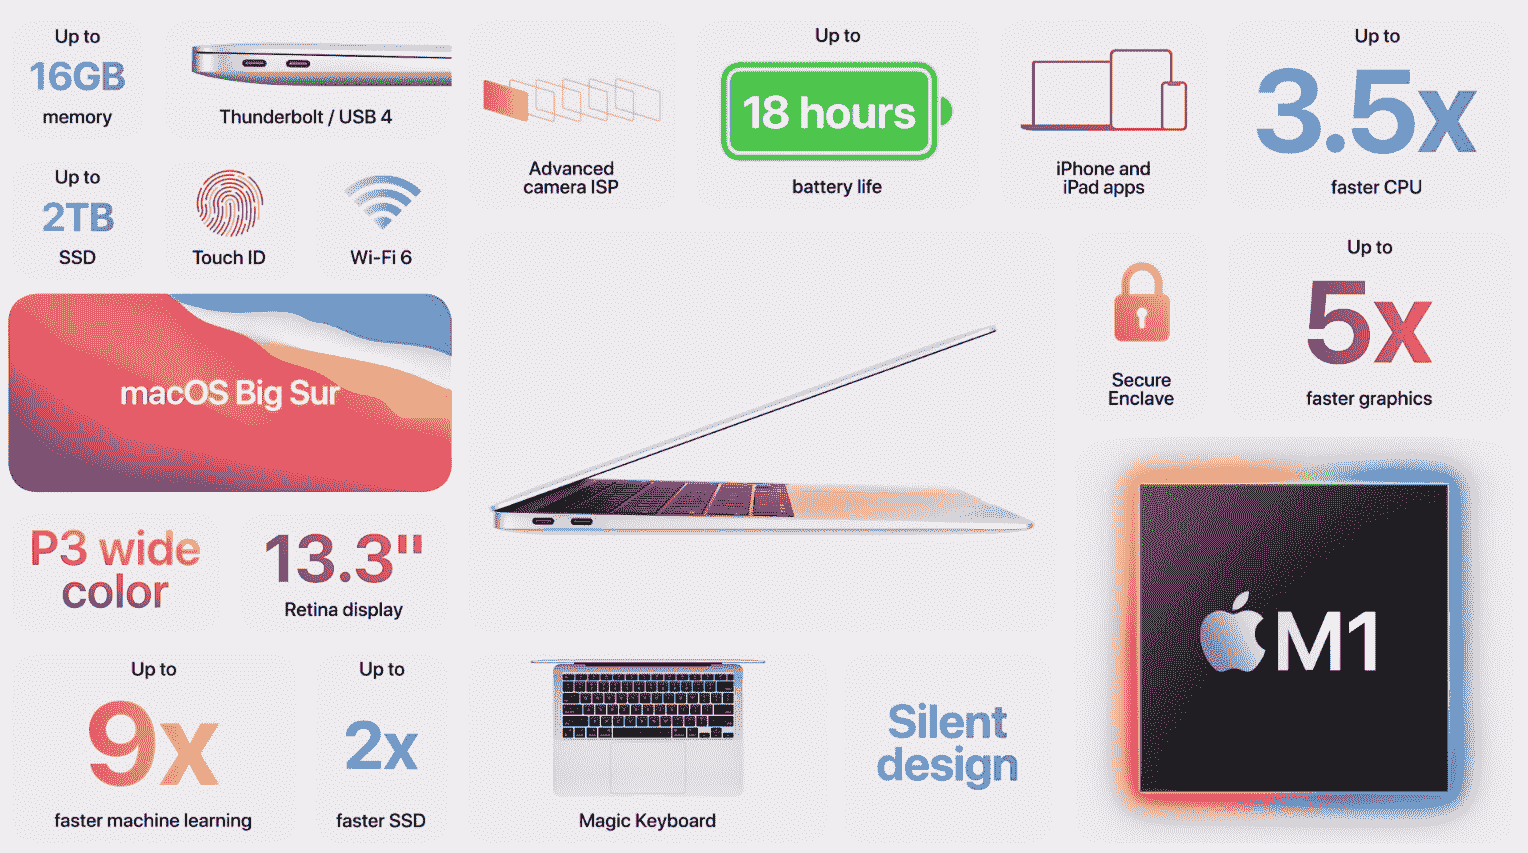 Up to
16GB
memory
Thunderbolt / USB 4
Up to
2TB
SSD
Touch ID
Wi-Fi 6
macOS Big Sur
P3 wide
color
13.3"
Retina display
Up to
9x
faster machine learning
Up to
2x
faster SSD
Advanced
camera ISP
Up to
18 hours
battery life
iPhone and
iPad apps
Up to
3.5x
faster CPU
Secure
Enclave
Up to
5x
faster graphics
Magic Keyboard
Silent
design
M1